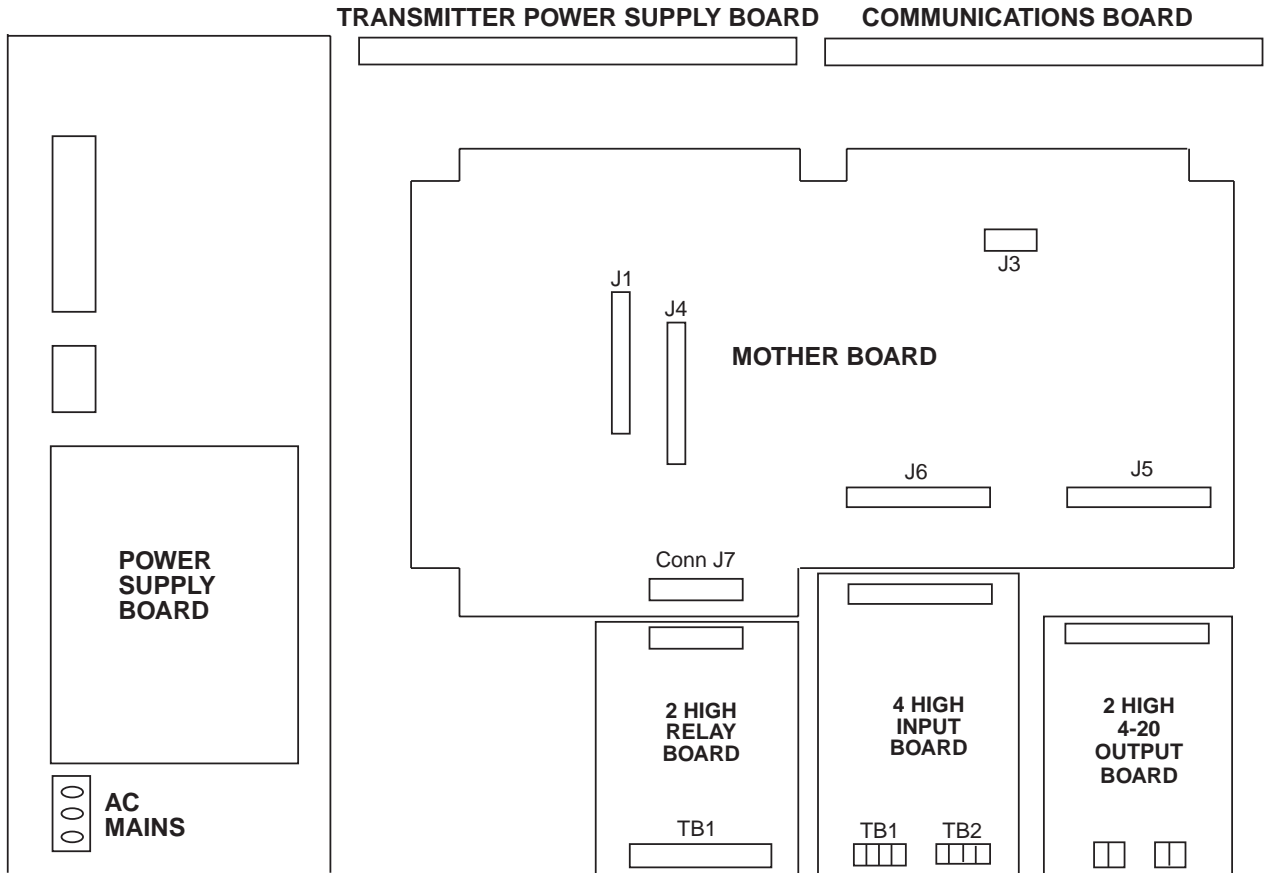 TRANSMITTER POWER SUPPLY BOARD
COMMUNICATIONS BOARD
J3
J1
J4
MOTHER BOARD
J6
J5
Conn J7
POWER
SUPPLY
BOARD
2 HIGH
RELAY
BOARD
4 HIGH
INPUT
BOARD
2 HIGH
4-20
OUTPUT
BOARD
AC
MAINS
TB1
TB1
TB2